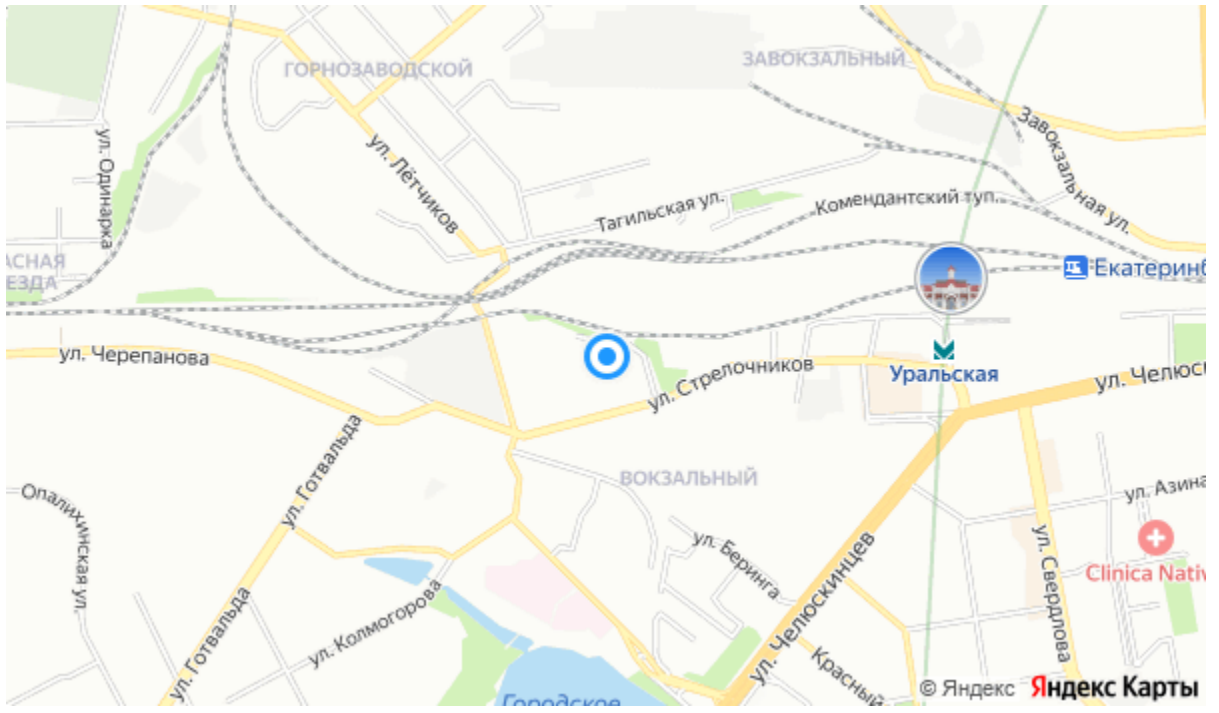 ГОРНОЗАВОДСКОЙ
ЗАВОКЗАЛЬНЫЙ
ул. Одинарка
ул. Лётчиков
Завокзальная ул.
Тагильская ул.
Комендантский туп.
АСНАЯ
ЕЗДА
Екатеринб
ул. Черепанова
ул. Стрелочников
Уральская
ул. Челюс
ул. Готвальда
ВОКЗАЛЬНЫЙ
Опалихинская ул.
ул. Азина
ул. Беринга
ул. Челюскинцев
ул. Свердлова
Clinica Nativ
ул. Готвальда
ул. Колмогорова
Красный
Городское
© Яндекс Яндекс Карты